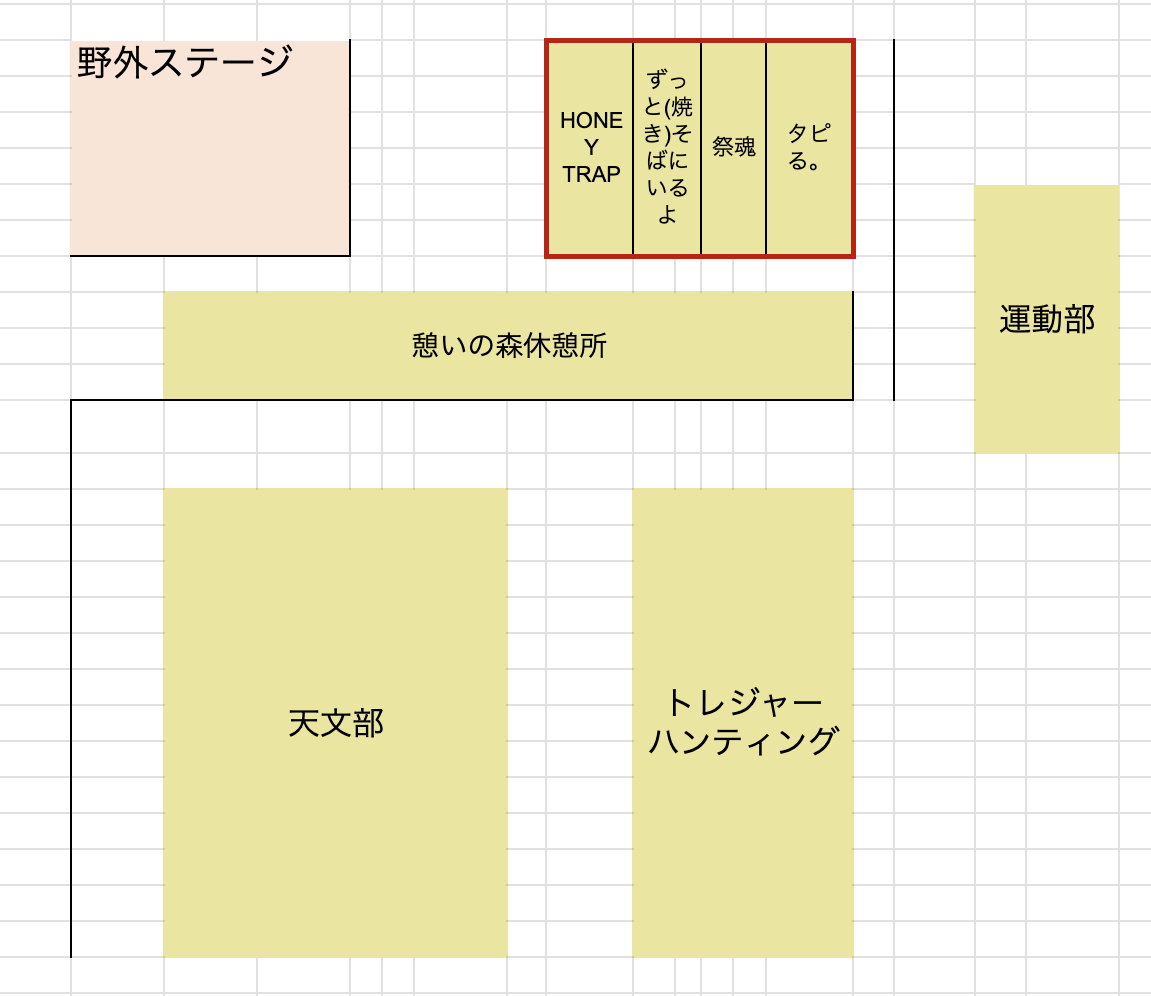 野外ステージ
HONE
Y
TRAP
ずっ
と(焼
き)そ
ばに
いる
よ
祭魂
タピ
る。
運動部
憩いの森休憩所
天文部
トレジャー
ハンティング